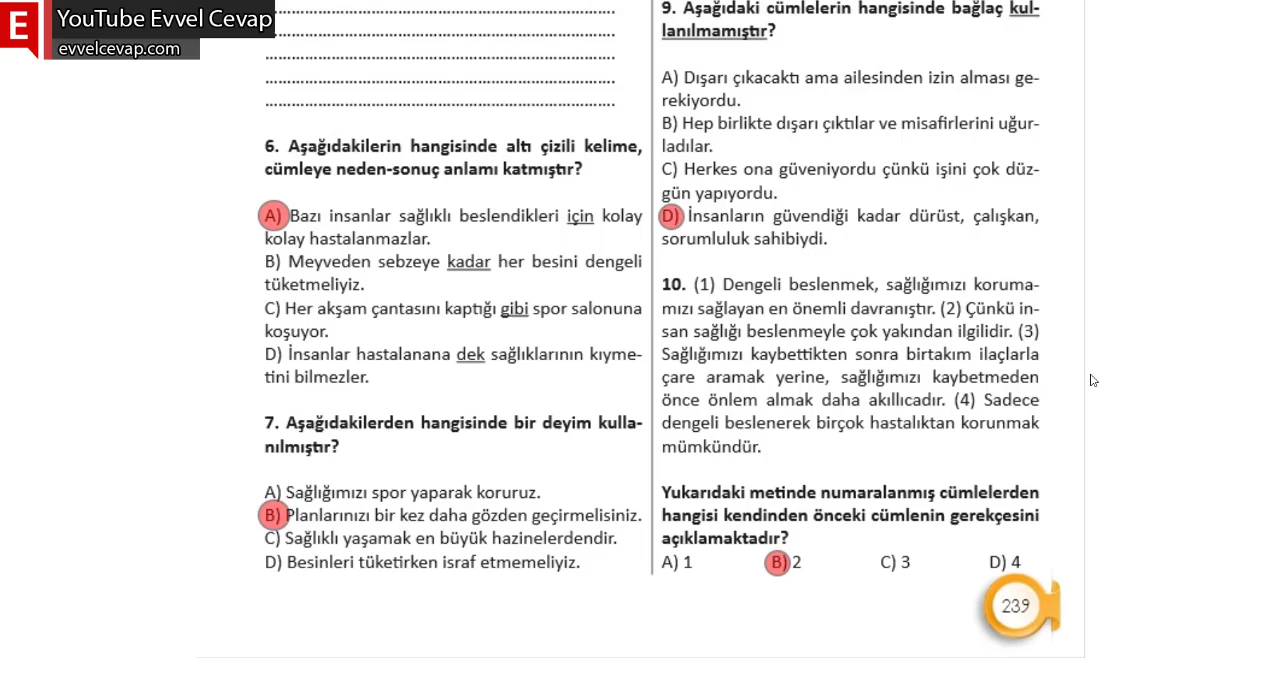 E
YouTube Evvel Cevap
evvelcevap.com
................................................................................
................................................................................
................................................................................
................................................................................
................................................................................
6. Aşağıdakilerin hangisinde altı çizili kelime,
cümleye neden-sonuç anlamı katmıştır?
A) Bazı insanlar sağlıklı beslendikleri için kolay
kolay hastalanmazlar.
B) Meyveden sebzeye kadar her besini dengeli
tüketmeliyiz.
C) Her akşam çantasını kaptığı gibi spor salonuna
koşuyor.
D) İnsanlar hastalanana dek sağlıklarının kıyme-
tini bilmezler.
7. Aşağıdakilerden hangisinde bir deyim kulla-
nılmıştır?
A) Sağlığımızı spor yaparak koruruz.
B) Planlarınızı bir kez daha gözden geçirmelisiniz.
C) Sağlıklı yaşamak en büyük hazinelerdendir.
D) Besinleri tüketirken israf etmemeliyiz.
9. Aşağıdaki cümlelerin hangisinde bağlaç kul-
lanılmamıştır?
A) Dışarı çıkacaktı ama ailesinden izin alması ge-
rekiyordu.
B) Hep birlikte dışarı çıktılar ve misafirlerini uğur-
ladılar.
C) Herkes ona güveniyordu çünkü işini çok düz-
gün yapıyordu.
D) İnsanların güvendiği kadar dürüst, çalışkan,
sorumluluk sahibiydi.
10. (1) Dengeli beslenmek, sağlığımızı koruma-
mızı sağlayan en önemli davranıştır. (2) Çünkü in-
san sağlığı beslenmeyle çok yakından ilgilidir. (3)
Sağlığımızı kaybettikten sonra birtakım ilaçlarla
çare aramak yerine, sağlığımızı kaybetmeden
önce önlem almak daha akıllıcadır. (4) Sadece
dengeli beslenerek birçok hastalıktan korunmak
mümkündür.
Yukarıdaki metinde numaralanmış cümlelerden
hangisi kendinden önceki cümlenin gerekçesini
açıklamaktadır?
A) 1 B) 2 C) 3 D) 4
239